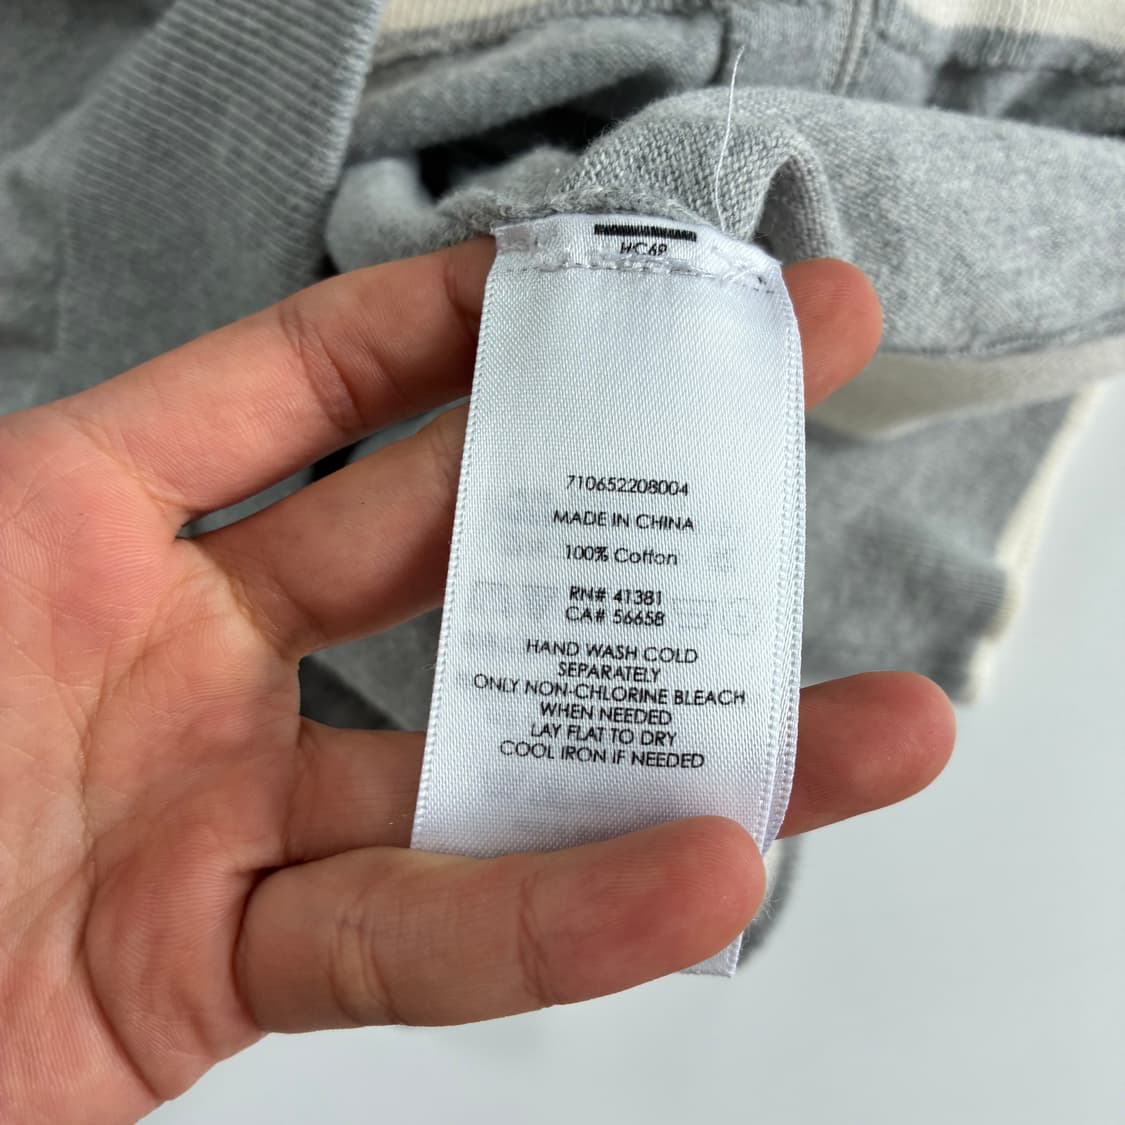 710652208004
MADE IN CHINA
100% Cotton
RN# 41381
CA# 56658
HAND WASH COLD
SEPARATELY
ONLY NON-CHLORINE BLEACH
WHEN NEEDED
LAY FLAT TO DRY
COOL IRON IF NEEDED